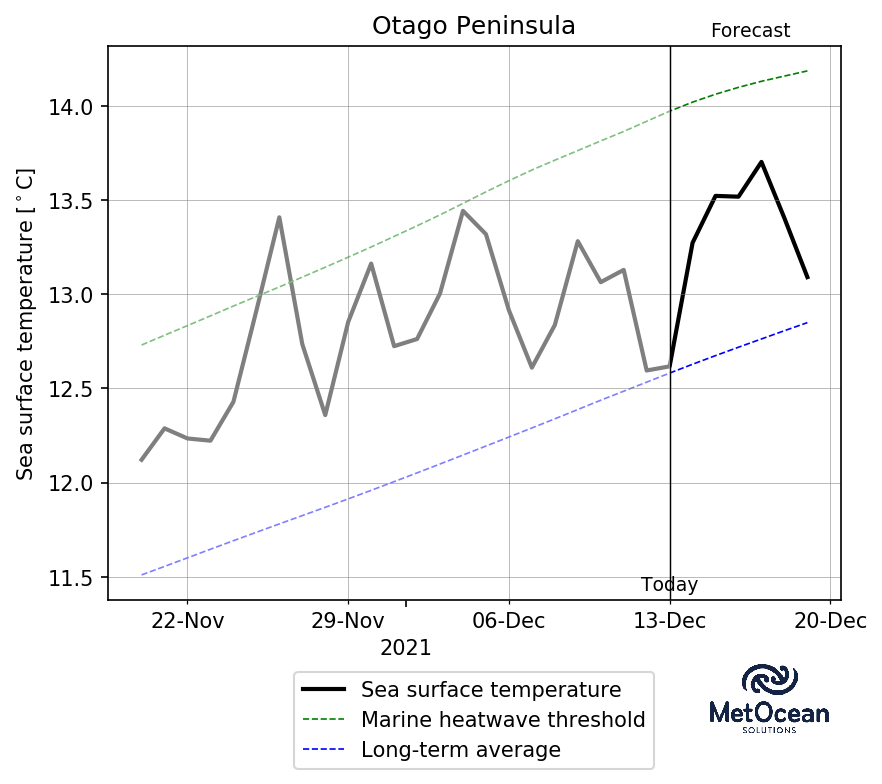 Otago Peninsula
Forecast
Sea surface temperature [°C]
14.0
13.5
13.0
12.5
12.0
11.5
Today
22-Nov 29-Nov 06-Dec 13-Dec 20-Dec
2021
Sea surface temperature
Marine heatwave threshold
Long-term average
MetOcean
SOLUTIONS